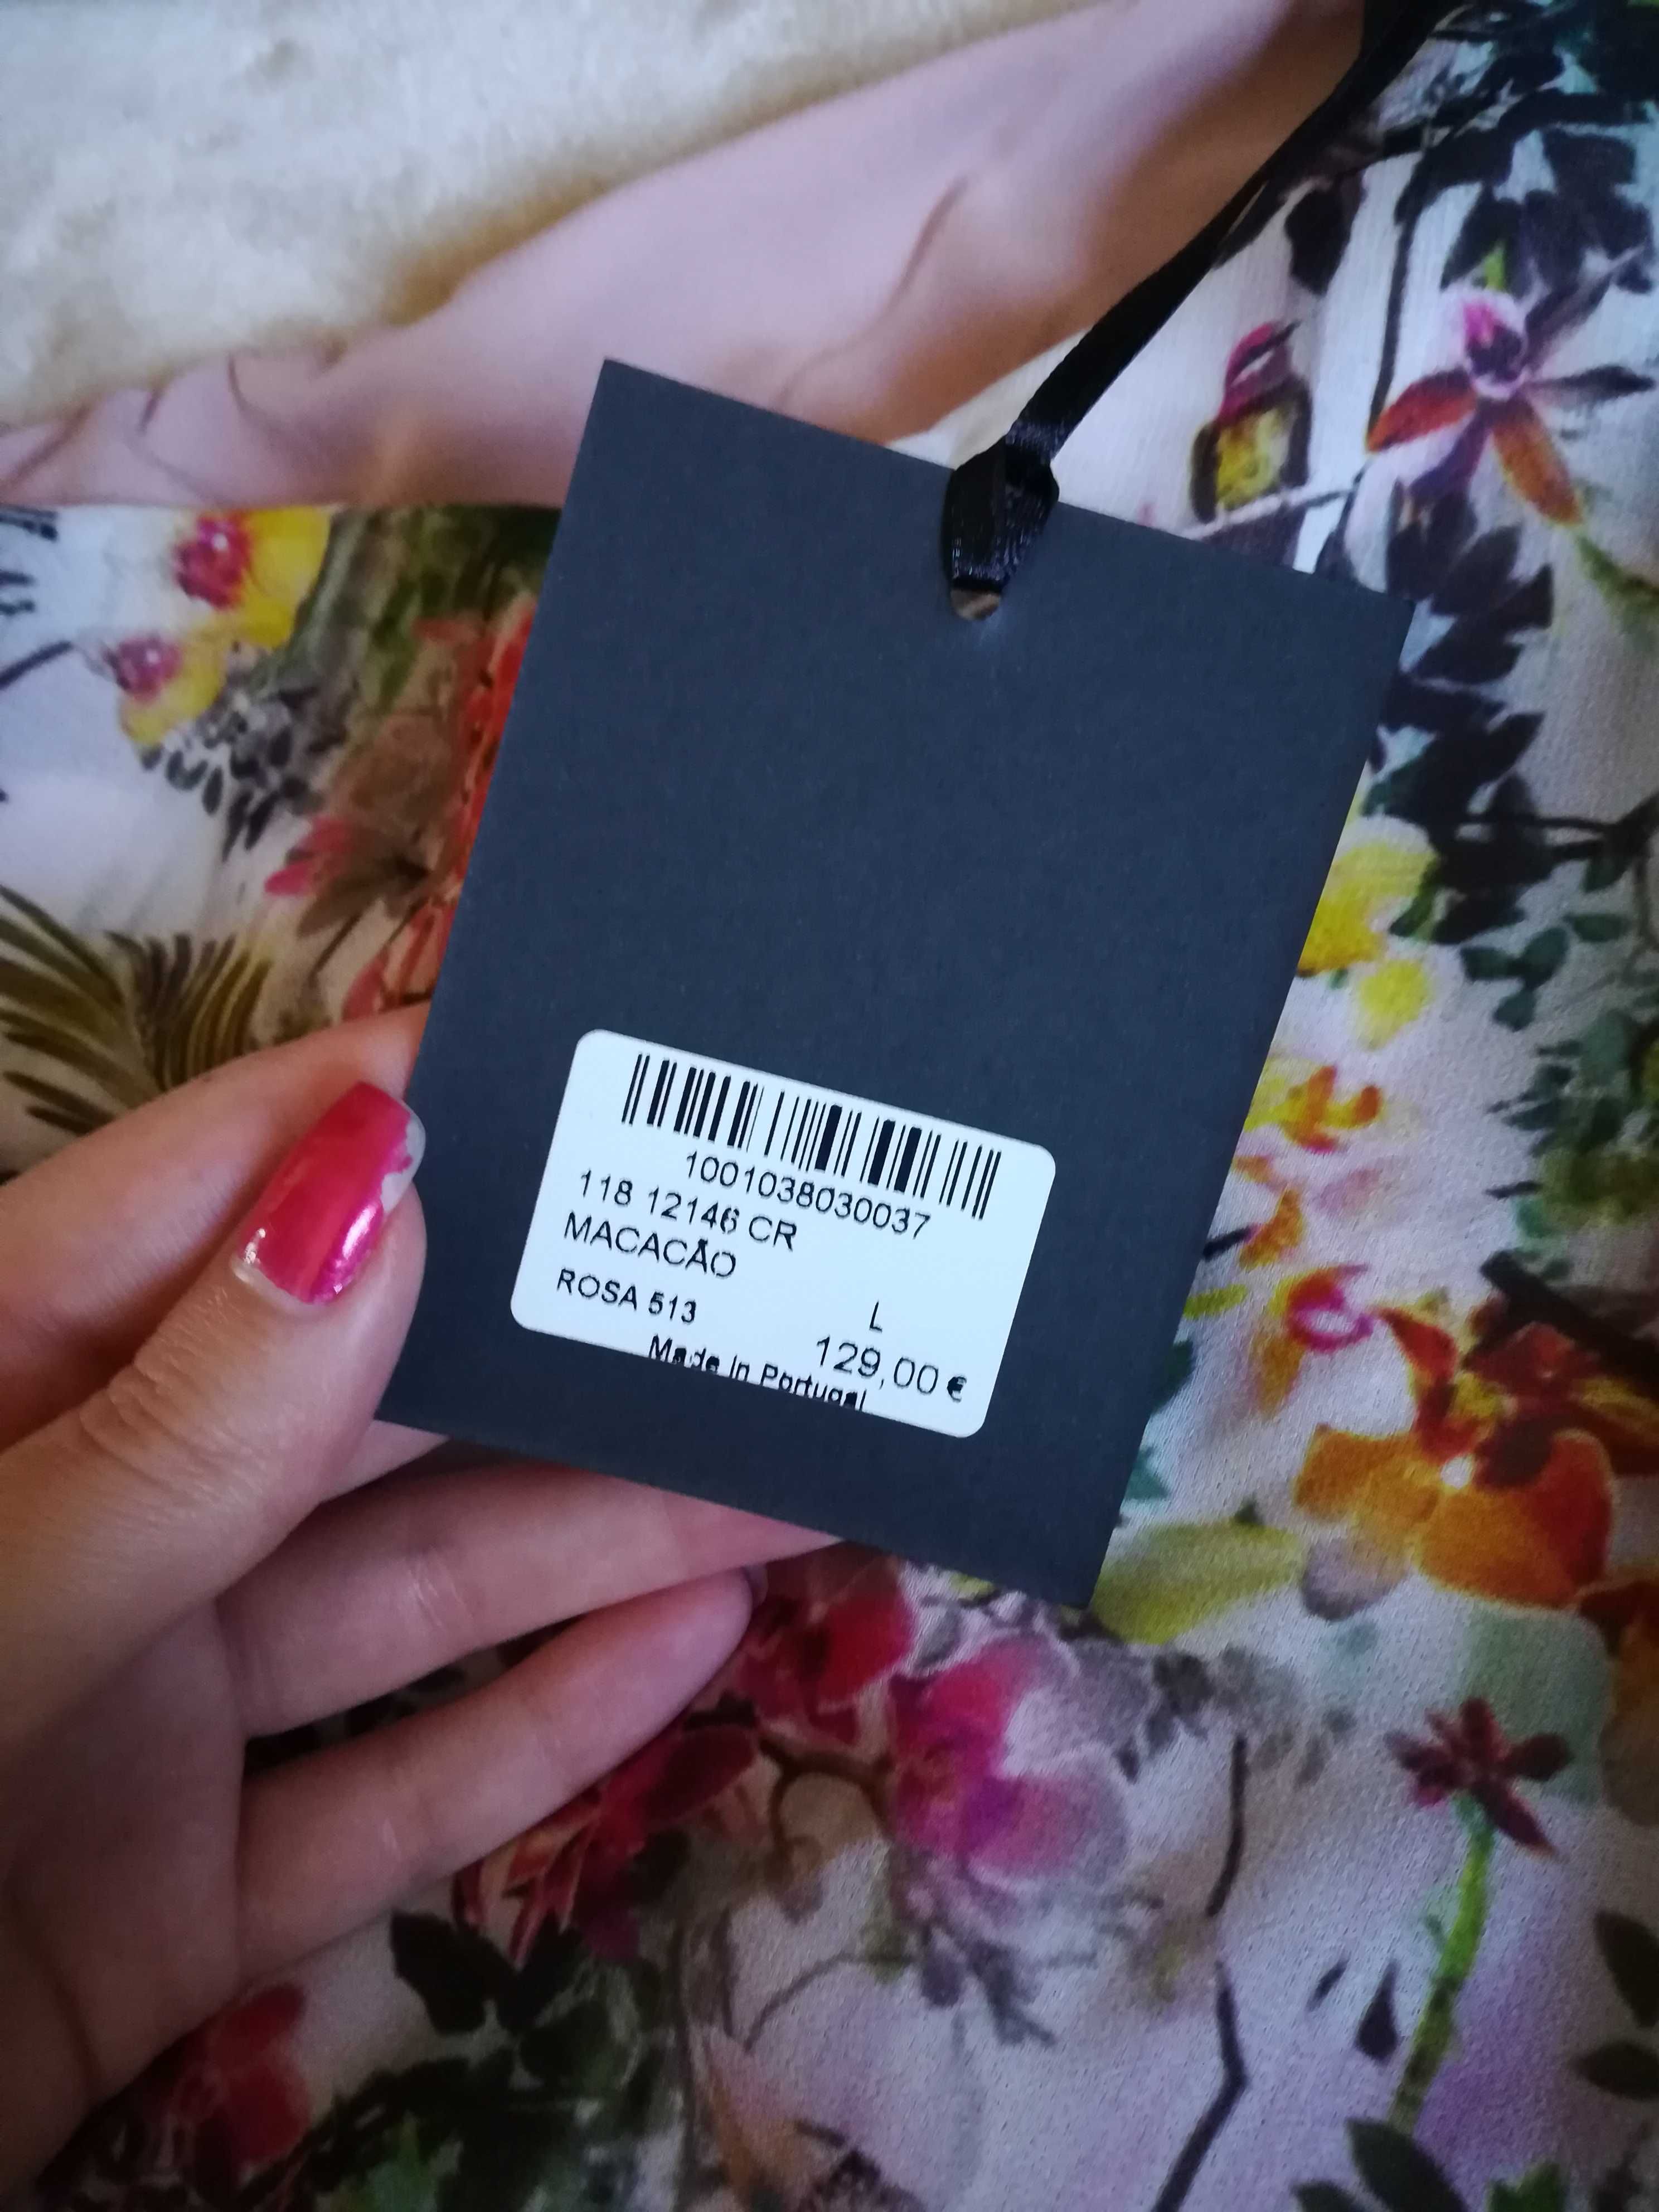 1001038030037
118 12146 CR
MACACÃO
ROSA 513
L
129,00 €
Made in Portugal